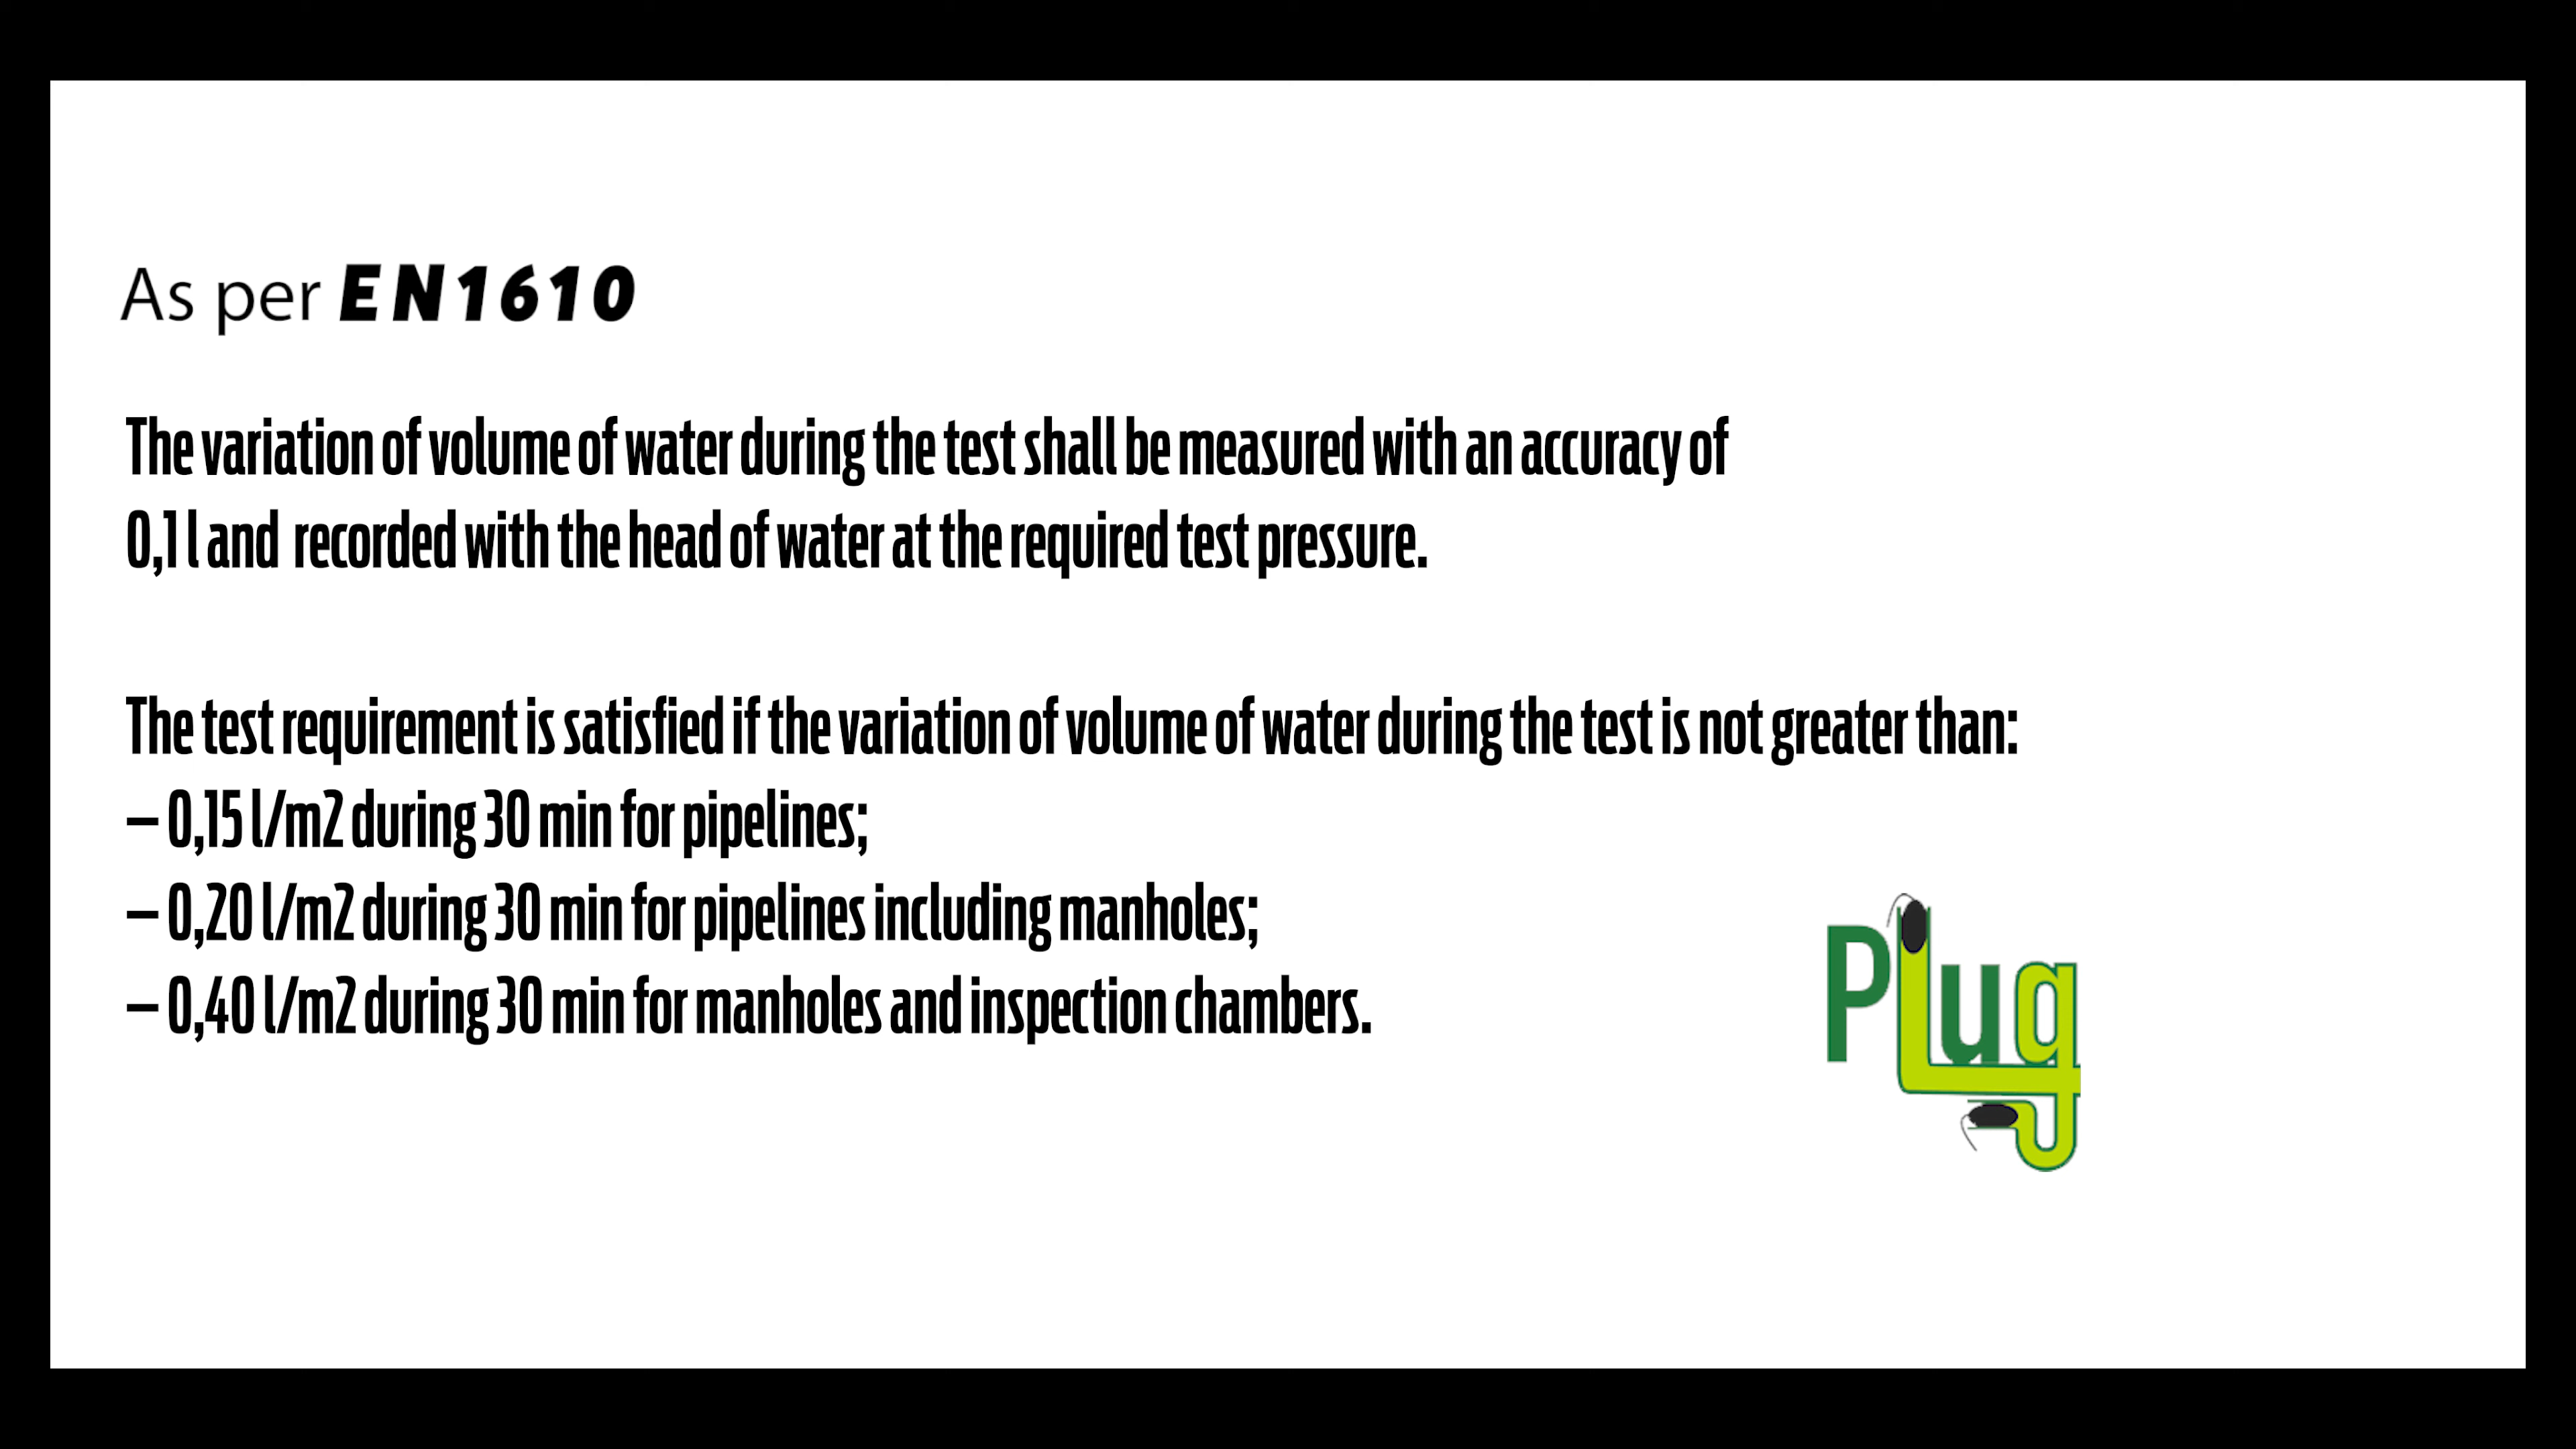 As per EN1610
The variation of volume of water during the test shall be measured with an accuracy of
0,1 l and recorded with the head of water at the required test pressure.
The test requirement is satisfied if the variation of volume of water during the test is not greater than:
– 0,15 l/m2 during 30 min for pipelines;
– 0,20 l/m2 during 30 min for pipelines including manholes;
– 0,40 l/m2 during 30 min for manholes and inspection chambers.
Plug